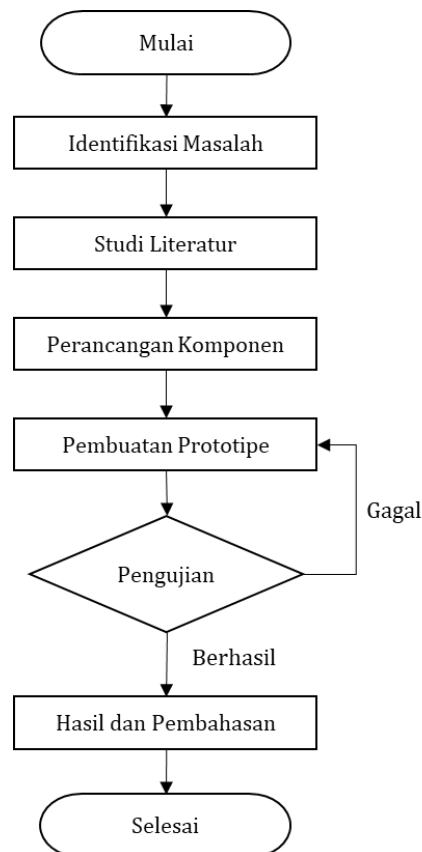 Mulai
Identifikasi Masalah
Studi Literatur
Perancangan Komponen
Pembuatan Prototipe
Gagal
Pengujian
Berhasil
Hasil dan Pembahasan
Selesai